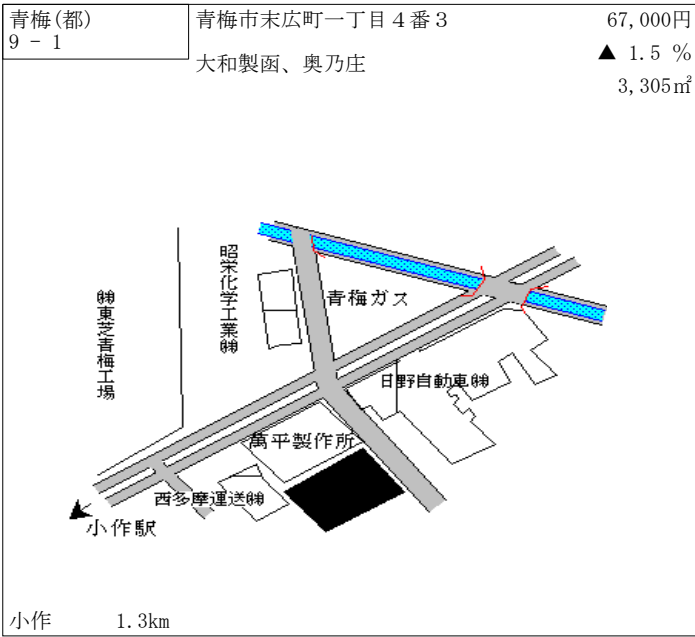 青梅(都)
9 - 1
青梅市末広町一丁目４番３
大和製函、奥乃庄
67,000円
▲ 1.5 %
3,305㎡
昭栄化学工業㈱
㈱東芝青梅工場
青梅ガス
日野自動車㈱
萬平製作所
西多摩運送㈱
小作駅
小作 1.3km